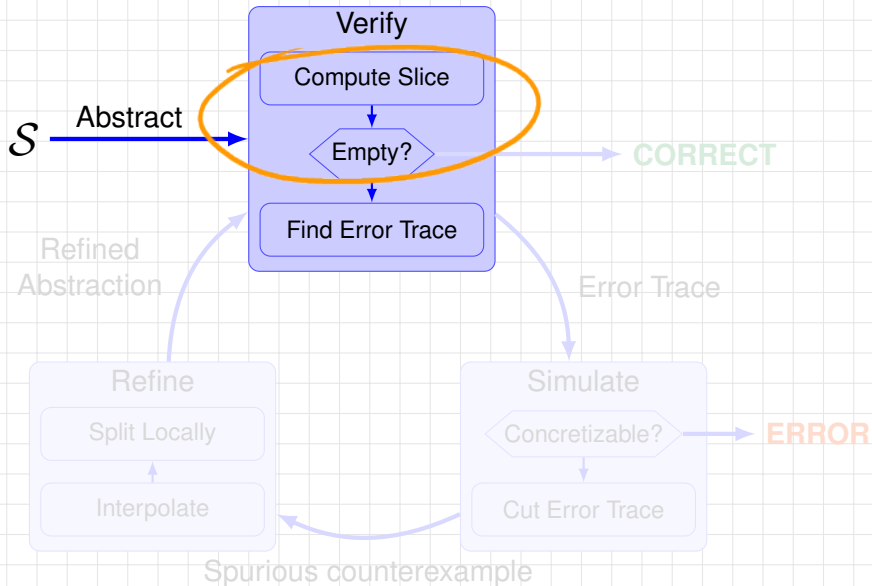 Verify
Compute Slice
Abstract
𝒮
Empty?
CORRECT
Find Error Trace
Refined
Abstraction
Error Trace
Refine
Simulate
Split Locally
Concretizable?
ERROR
Interpolate
Cut Error Trace
Spurious counterexample